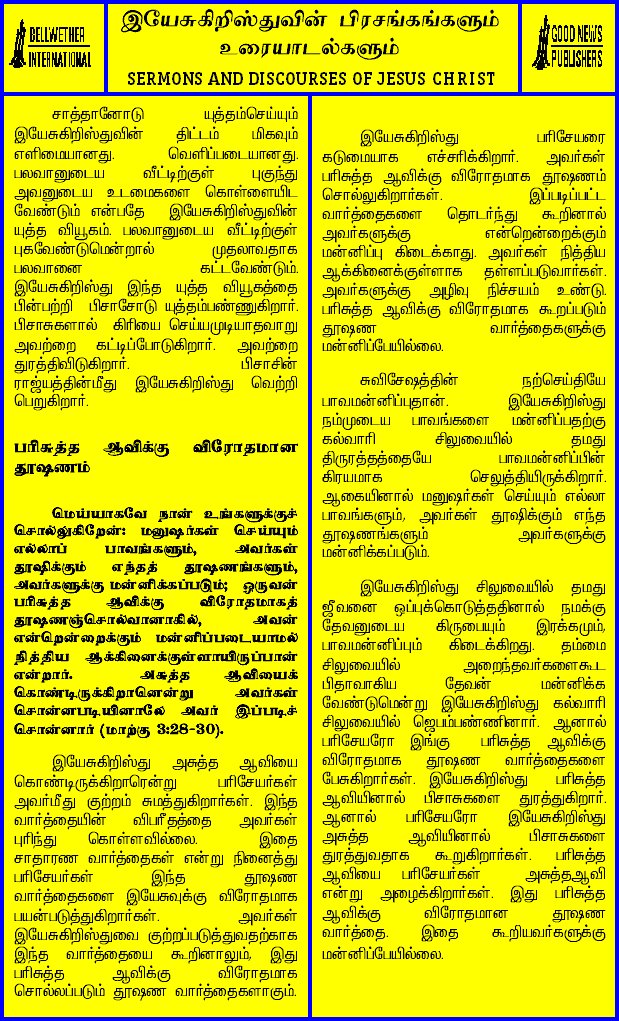 BELLWETHER
INTERNATIONAL
இயேசுகிறிஸ்துவின் பிரசங்கங்களும்
உரையாடல்களும்
SERMONS AND DISCOURSES OF JESUS CHRIST
GOOD NEWS
PUBLISHERS
சாத்தானோடு யுத்தம்செய்யும்
இயேசுகிறிஸ்துவின் திட்டம் மிகவும்
எளிமையானது. வெளிப்படையானது.
பலவானுடைய வீட்டிற்குள் புகுந்து
அவனுடைய உடமைகளை கொள்ளையிட
வேண்டும் என்பதே இயேசுகிறிஸ்துவின்
யுத்த வியூகம். பலவானுடைய வீட்டிற்குள்
புகவேண்டுமென்றால் முதலாவதாக
பலவானை கட்டவேண்டும்.
இயேசுகிறிஸ்து இந்த யுத்த வியூகத்தை
பின்பற்றி பிசாசோடு யுத்தம்பண்ணுகிறார்.
பிசாசுகளால் கிரியை செய்யமுடியாதவாறு
அவற்றை கட்டிப்போடுகிறார். அவற்றை
துரத்திவிடுகிறார். பிசாசின்
ராஜ்யத்தின்மீது இயேசுகிறிஸ்து வெற்றி
பெறுகிறார்.
பரிசுத்த ஆவிக்கு விரோதமான
தூஷணம்
மெய்யாகவே நான் உங்களுக்குச்
சொல்லுகிறேன்: மனுஷர்கள் செய்யும்
எல்லாப் பாவங்களும், அவர்கள்
தூஷிக்கும் எந்தத் தூஷணங்களும்,
அவர்களுக்கு மன்னிக்கப்படும்; ஒருவன்
பரிசுத்த ஆவிக்கு விரோதமாகத்
தூஷணஞ்சொல்வானாகில், அவன்
என்றென்றைக்கும் மன்னிப்படையாமல்
நித்திய ஆக்கினைக்குள்ளாயிருப்பான்
என்றார். அசுத்த ஆவியைக்
கொண்டிருக்கிறானென்று அவர்கள்
சொன்னபடியினாலே அவர் இப்படிச்
சொன்னார் (மாற்கு 3:28-30).
இயேசுகிறிஸ்து அசுத்த ஆவியை
கொண்டிருக்கிறாரென்று பரிசேயர்கள்
அவர்மீது குற்றம் சுமத்துகிறார்கள். இந்த
வார்த்தையின் விபரீதத்தை அவர்கள்
புரிந்து கொள்ளவில்லை. இதை
சாதாரண வார்த்தைகள் என்று நினைத்து
பரிசேயர்கள் இந்த தூஷண
வார்த்தைகளை இயேசுவுக்கு விரோதமாக
பயன்படுத்துகிறார்கள். அவர்கள்
இயேசுகிறிஸ்துவை குற்றப்படுத்துவதற்காக
இந்த வார்த்தையை கூறினாலும், இது
பரிசுத்த ஆவிக்கு விரோதமாக
சொல்லப்படும் தூஷண வார்த்தைகளாகும்.
இயேசுகிறிஸ்து பரிசேயரை
கடுமையாக எச்சரிக்கிறார். அவர்கள்
பரிசுத்த ஆவிக்கு விரோதமாக தூஷணம்
சொல்லுகிறார்கள். இப்படிப்பட்ட
வார்த்தைகளை தொடர்ந்து கூறினால்
அவர்களுக்கு என்றென்றைக்கும்
மன்னிப்பு கிடைக்காது. அவர்கள் நித்திய
ஆக்கினைக்குள்ளாக தள்ளப்படுவார்கள்.
அவர்களுக்கு அழிவு நிச்சயம் உண்டு.
பரிசுத்த ஆவிக்கு விரோதமாக கூறப்படும்
தூஷண வார்த்தைகளுக்கு
மன்னிப்பேயில்லை.
சுவிசேஷத்தின் நற்செய்தியே
பாவமன்னிப்புதான். இயேசுகிறிஸ்து
நம்முடைய பாவங்களை மன்னிப்பதற்கு
கல்வாரி சிலுவையில் தமது
திருரத்தத்தையே பாவமன்னிப்பின்
கிரயமாக செலுத்தியிருக்கிறார்.
ஆகையினால் மனுஷர்கள் செய்யும் எல்லா
பாவங்களும், அவர்கள் தூஷிக்கும் எந்த
தூஷணங்களும் அவர்களுக்கு
மன்னிக்கப்படும்.
இயேசுகிறிஸ்து சிலுவையில் தமது
ஜீவனை ஒப்புக்கொடுத்ததினால் நமக்கு
தேவனுடைய கிருபையும் இரக்கமும்,
பாவமன்னிப்பும் கிடைக்கிறது. தம்மை
சிலுவையில் அறைந்தவர்களைகூட
பிதாவாகிய தேவன் மன்னிக்க
வேண்டுமென்று இயேசுகிறிஸ்து கல்வாரி
சிலுவையில் ஜெபம்பண்ணினார். ஆனால்
பரிசேயரோ இங்கு பரிசுத்த ஆவிக்கு
விரோதமாக தூஷண வார்த்தைகளை
பேசுகிறார்கள். இயேசுகிறிஸ்து பரிசுத்த
ஆவியினால் பிசாசுகளை துரத்துகிறார்.
ஆனால் பரிசேயரோ இயேசுகிறிஸ்து
அசுத்த ஆவியினால் பிசாசுகளை
துரத்துவதாக கூறுகிறார்கள். பரிசுத்த
ஆவியை பரிசேயர்கள் அசுத்தஆவி
என்று அழைக்கிறார்கள். இது பரிசுத்த
ஆவிக்கு விரோதமான தூஷண
வார்த்தை. இதை கூறியவர்களுக்கு
மன்னிப்பேயில்லை.